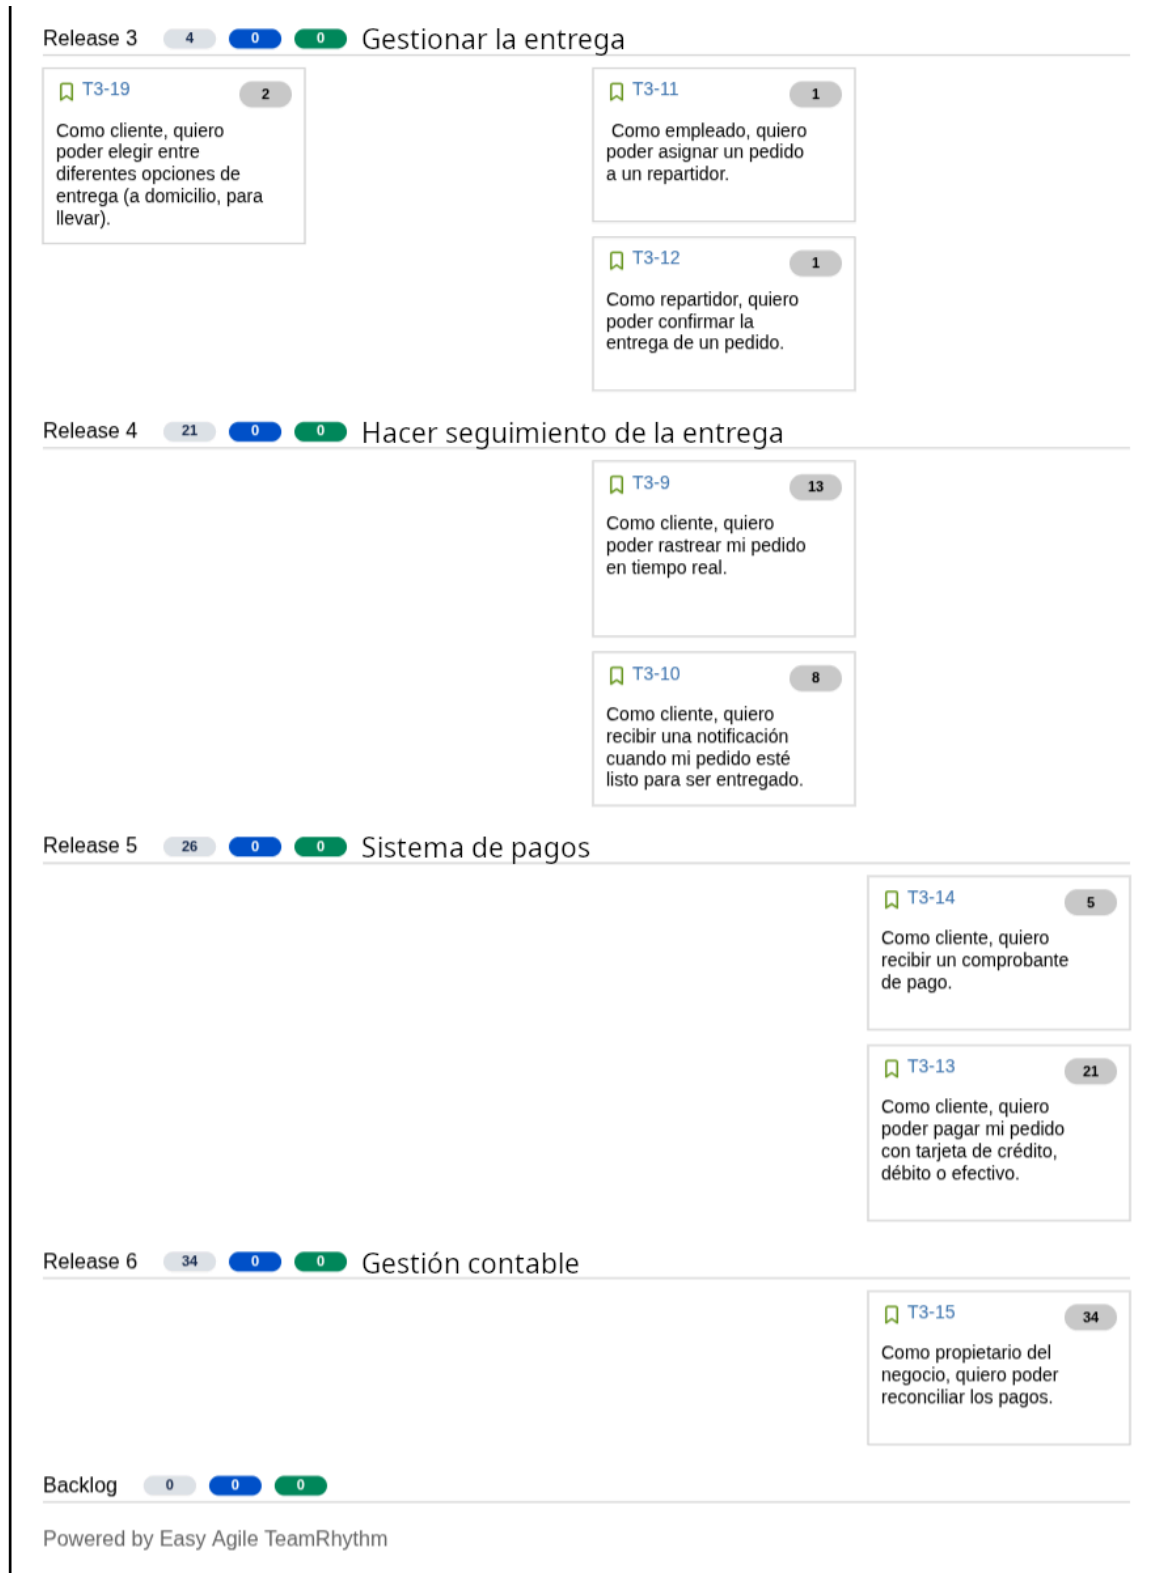 Release 3 4 0 0 Gestionar la entrega
T3-19 2
Como cliente, quiero
poder elegir entre
diferentes opciones de
entrega (a domicilio, para
llevar).
T3-11 1
Como empleado, quiero
poder asignar un pedido
a un repartidor.
T3-12 1
Como repartidor, quiero
poder confirmar la
entrega de un pedido.
Release 4 21 0 0 Hacer seguimiento de la entrega
T3-9 13
Como cliente, quiero
poder rastrear mi pedido
en tiempo real.
T3-10 8
Como cliente, quiero
recibir una notificación
cuando mi pedido esté
listo para ser entregado.
Release 5 26 0 0 Sistema de pagos
T3-14 5
Como cliente, quiero
recibir un comprobante
de pago.
T3-13 21
Como cliente, quiero
poder pagar mi pedido
con tarjeta de crédito,
débito o efectivo.
Release 6 34 0 0 Gestión contable
T3-15 34
Como propietario del
negocio, quiero poder
reconciliar los pagos.
Backlog 0 0 0
Powered by Easy Agile TeamRhythm